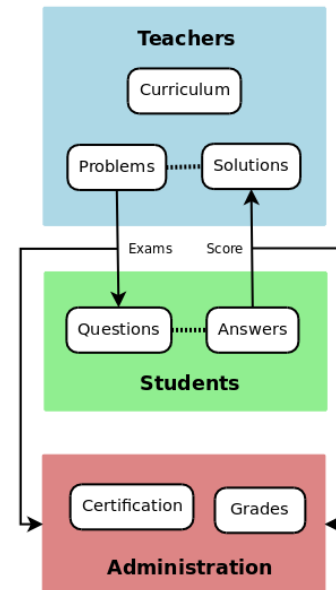 Teachers
Curriculum
Problems
Solutions
Exams
Score
Questions
Answers
Students
Certification
Grades
Administration